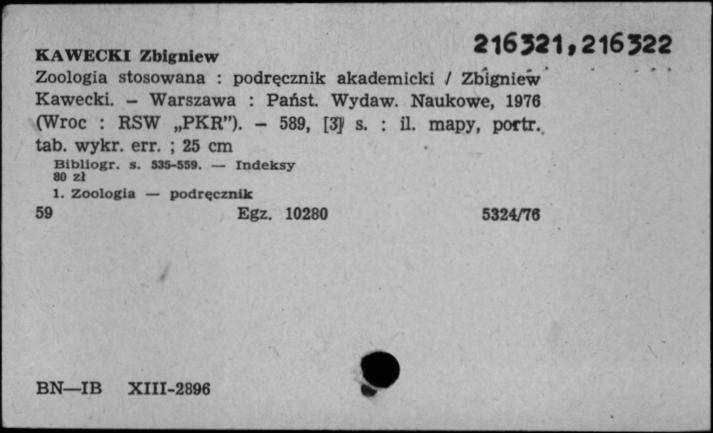 216321, 216322
KAWECKI Zbigniew
Zoologia stosowana : podręcznik akademicki / Zbigniew
Kawecki. — Warszawa : Państ. Wydaw. Naukowe, 1976
(Wroc : RSW „PKR”). — 589, [3] s. : il. mapy, portr.,
tab. wykr. err. ; 25 cm
Bibliogr. s. 535-559. — Indeksy
80 zł
1. Zoologia — podręcznik
59 Egz. 10280 5324/76
BN—IB XIII-2896